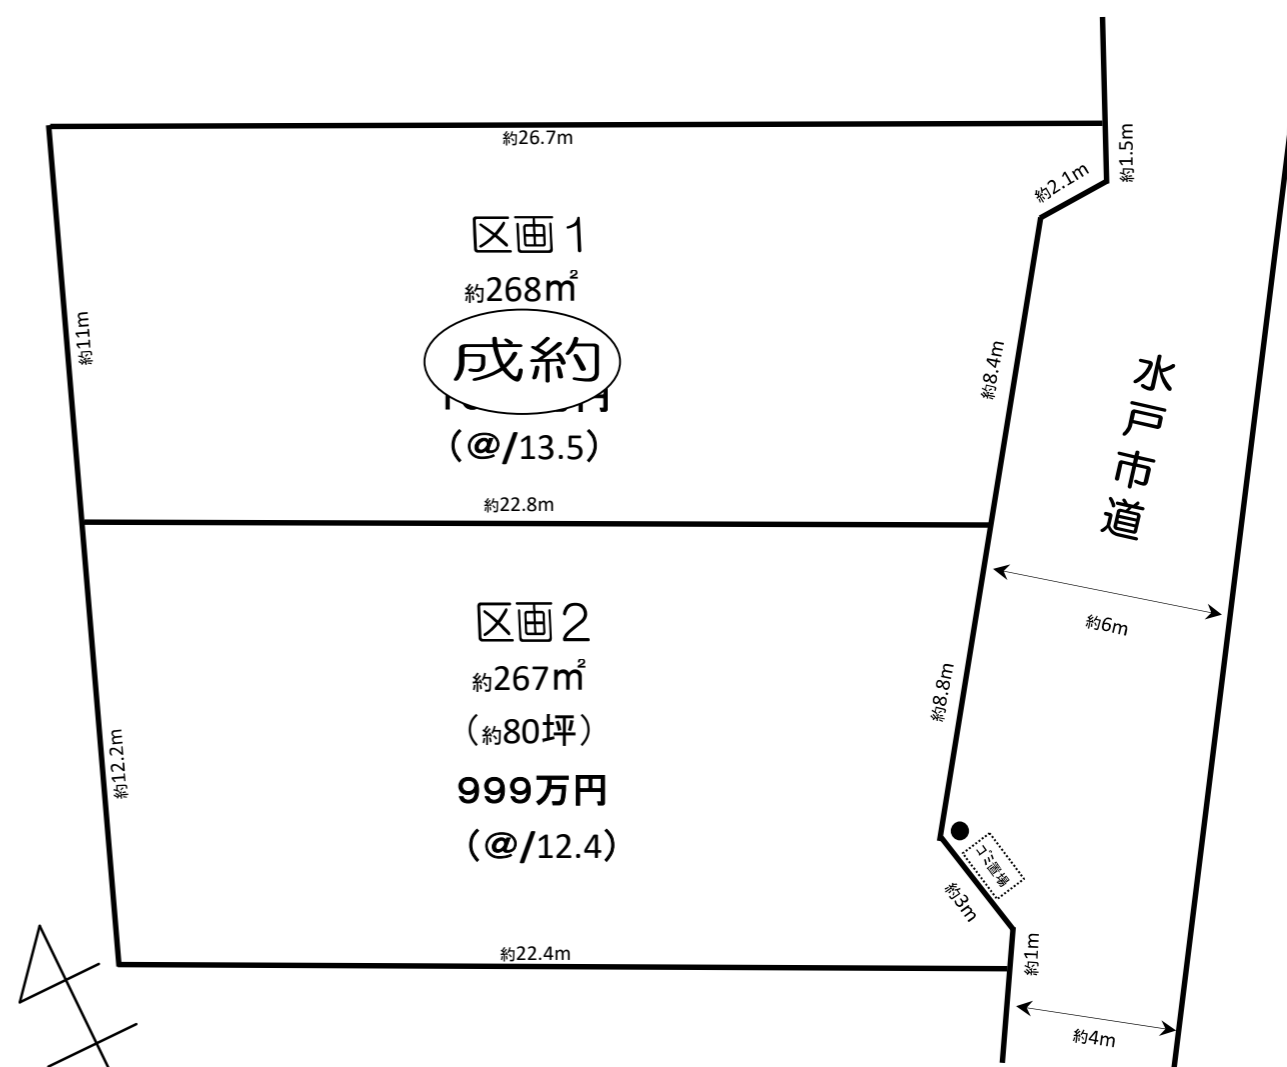 約26.7m
約1.5m
約2.1m
区画１
約268㎡
成約
円
（@/13.5）
約11m
約8.4m
水戸市道
約22.8m
約6m
区画２
約267㎡
（約80坪）
999万円
（@/12.4）
約12.2m
約8.8m
ゴミ置場
約3m
約22.4m
約1m
約4m